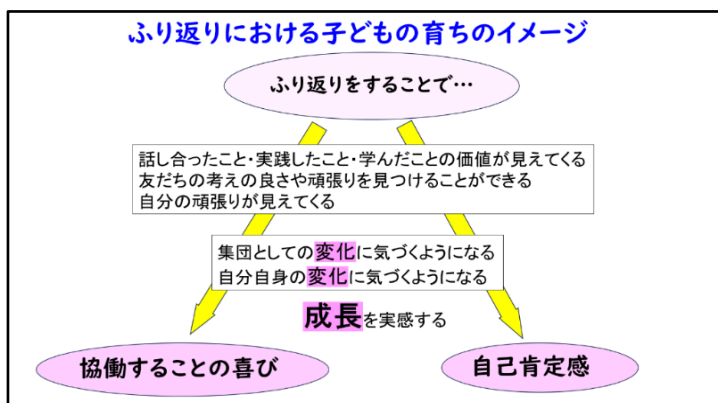 ふり返りにおける子どもの育ちのイメージ
ふり返りをすることで…
話し合ったこと・実践したこと・学んだことの価値が見えてくる
友だちの考えの良さや頑張りを見つけることができる
自分の頑張りが見えてくる
集団としての変化に気づくようになる
自分自身の変化に気づくようになる
成長を実感する
協働することの喜び
自己肯定感